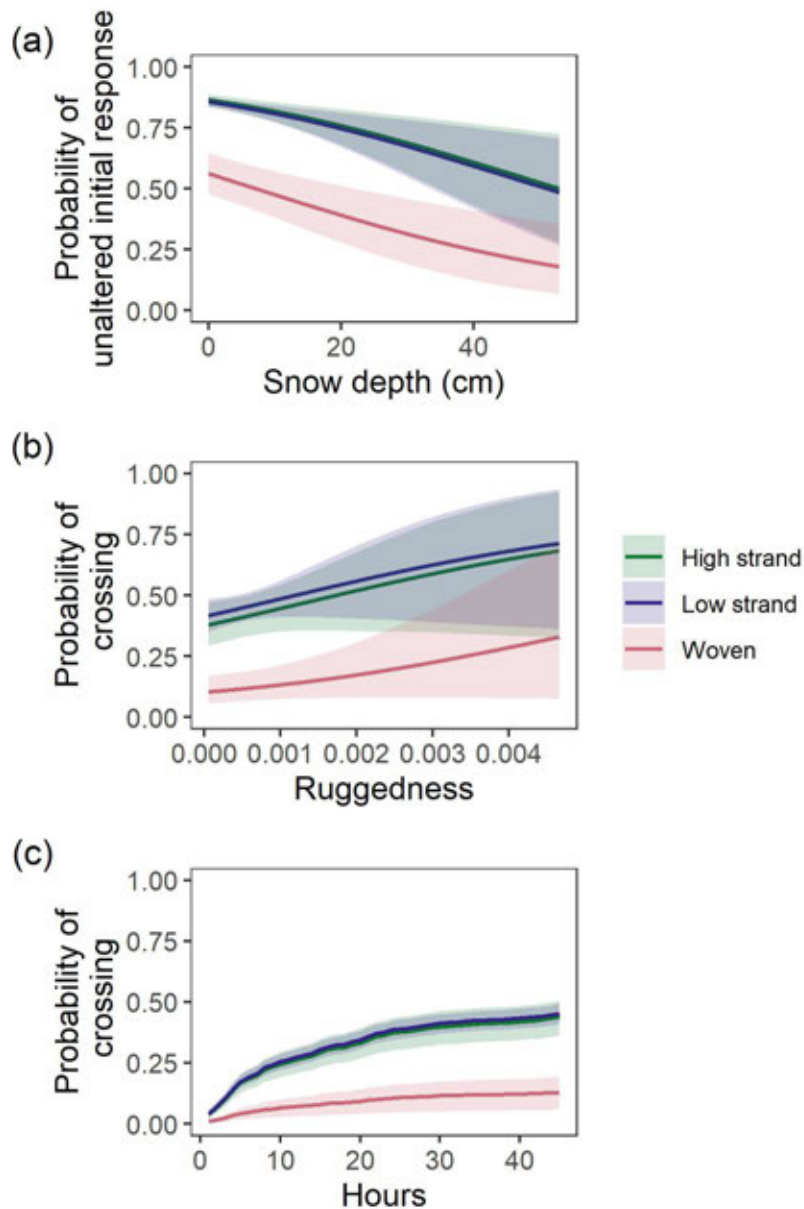 (a)
Probability of
unaltered initial response
1.00
0.75
0.50
0.25
0.00
0 20 40
Snow depth (cm)
(b)
Probability of
crossing
1.00
0.75
0.50
0.25
0.00
0.000 0.001 0.002 0.003 0.004
Ruggedness
High strand
Low strand
Woven
(c)
Probability of
crossing
1.00
0.75
0.50
0.25
0.00
0 10 20 30 40
Hours